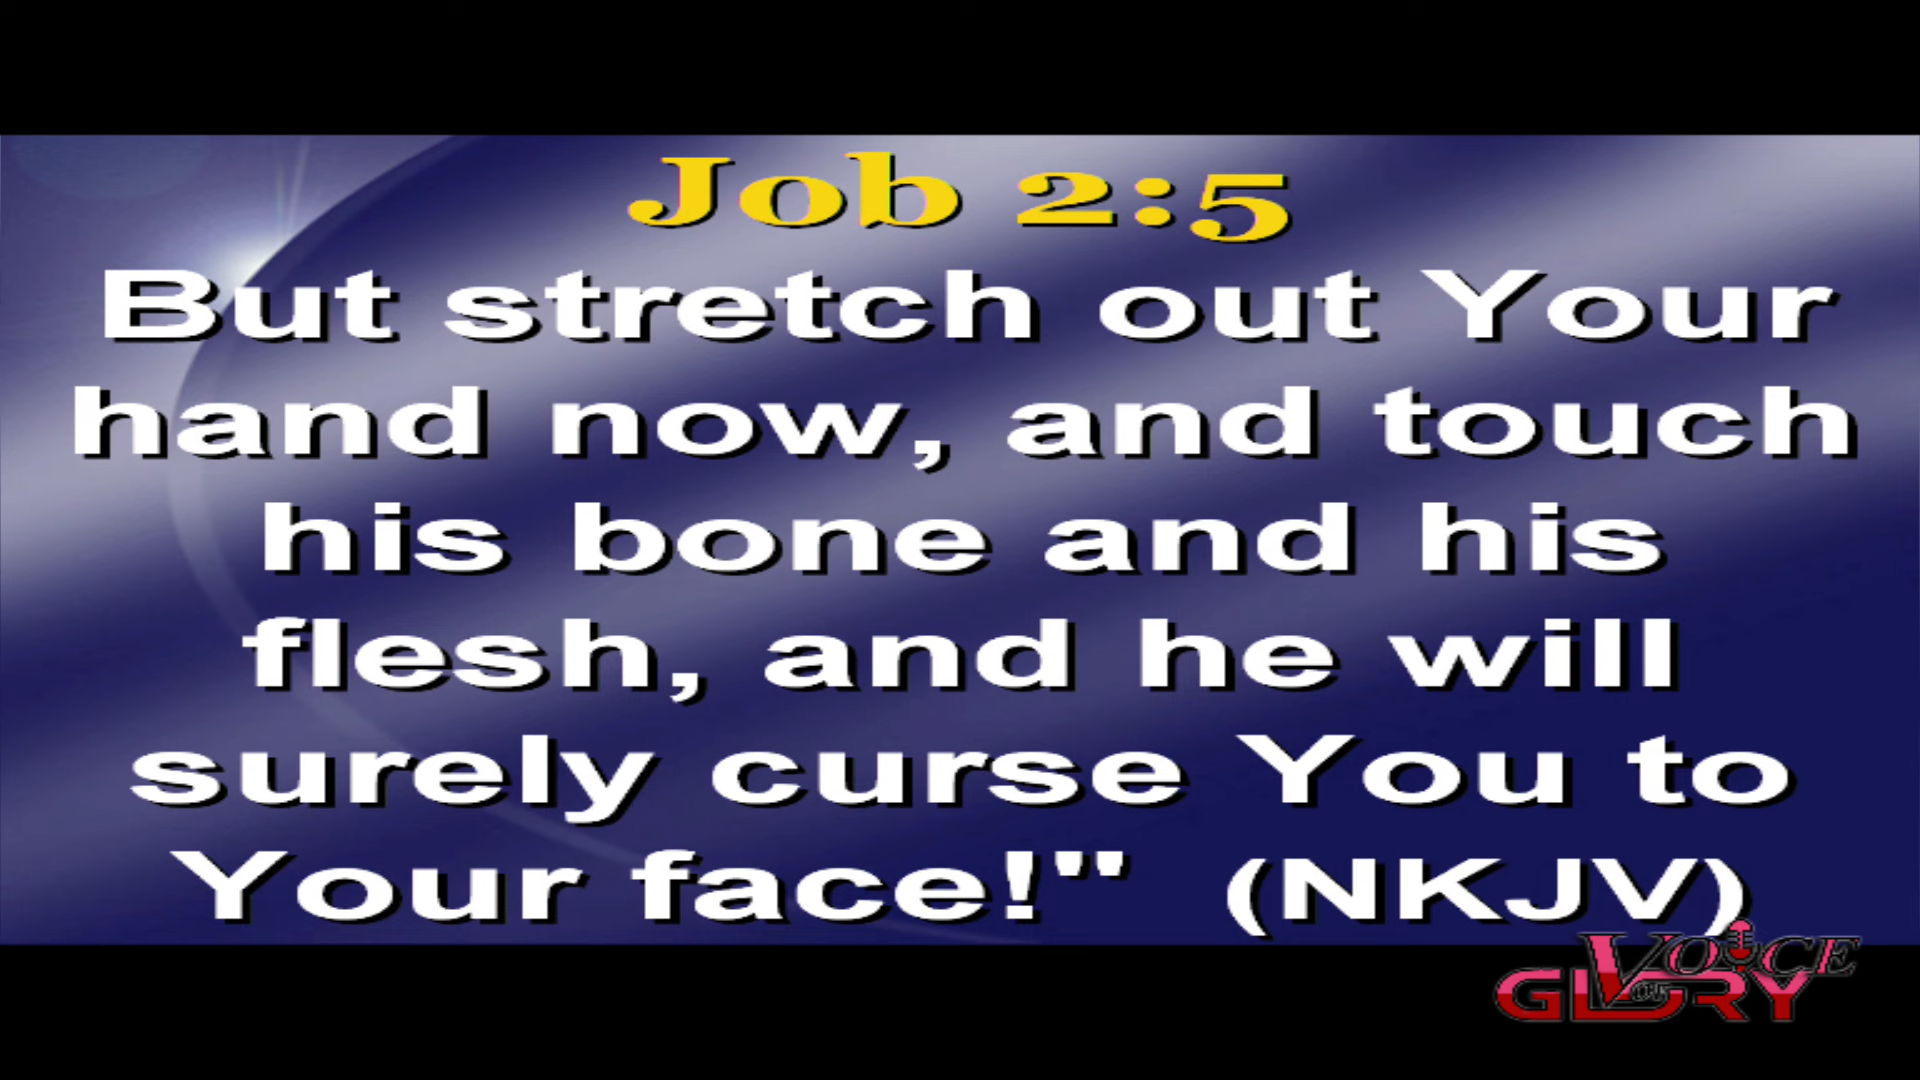 Job 2:5
But stretch out Your
hand now, and touch
his bone and his
flesh, and he will
surely curse You to
Your face!" (NKJV)
VOICE
OF
GLORY